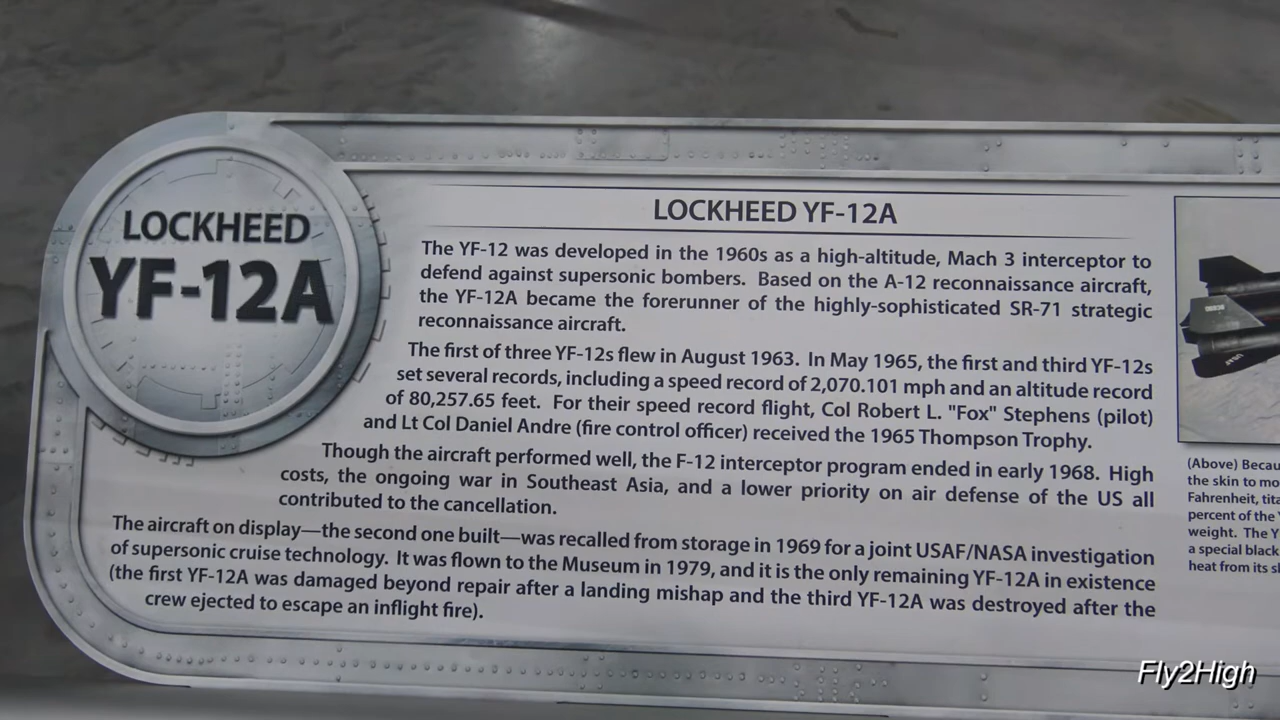 LOCKHEED
YF-12A
LOCKHEED YF-12A
The YF-12 was developed in the 1960s as a high-altitude, Mach 3 interceptor to
defend against supersonic bombers. Based on the A-12 reconnaissance aircraft,
the YF-12A became the forerunner of the highly-sophisticated SR-71 strategic
reconnaissance aircraft.
The first of three YF-12s flew in August 1963. In May 1965, the first and third YF-12s
set several records, including a speed record of 2,070.101 mph and an altitude record
of 80,257.65 feet. For their speed record flight, Col Robert L. "Fox" Stephens (pilot)
and Lt Col Daniel Andre (fire control officer) received the 1965 Thompson Trophy.
Though the aircraft performed well, the F-12 interceptor program ended in early 1968. High
costs, the ongoing war in Southeast Asia, and a lower priority on air defense of the US all
contributed to the cancellation.
The aircraft on display—the second one built—was recalled from storage in 1969 for a joint USAF/NASA investigation
of supersonic cruise technology. It was flown to the Museum in 1979, and it is the only remaining YF-12A in existence
(the first YF-12A was damaged beyond repair after a landing mishap and the third YF-12A was destroyed after the
crew ejected to escape an inflight fire).
(Above) Becau
the skin to mo
Fahrenheit, tita
percent of the
weight. The Y
a special black
heat from its s
Fly2High